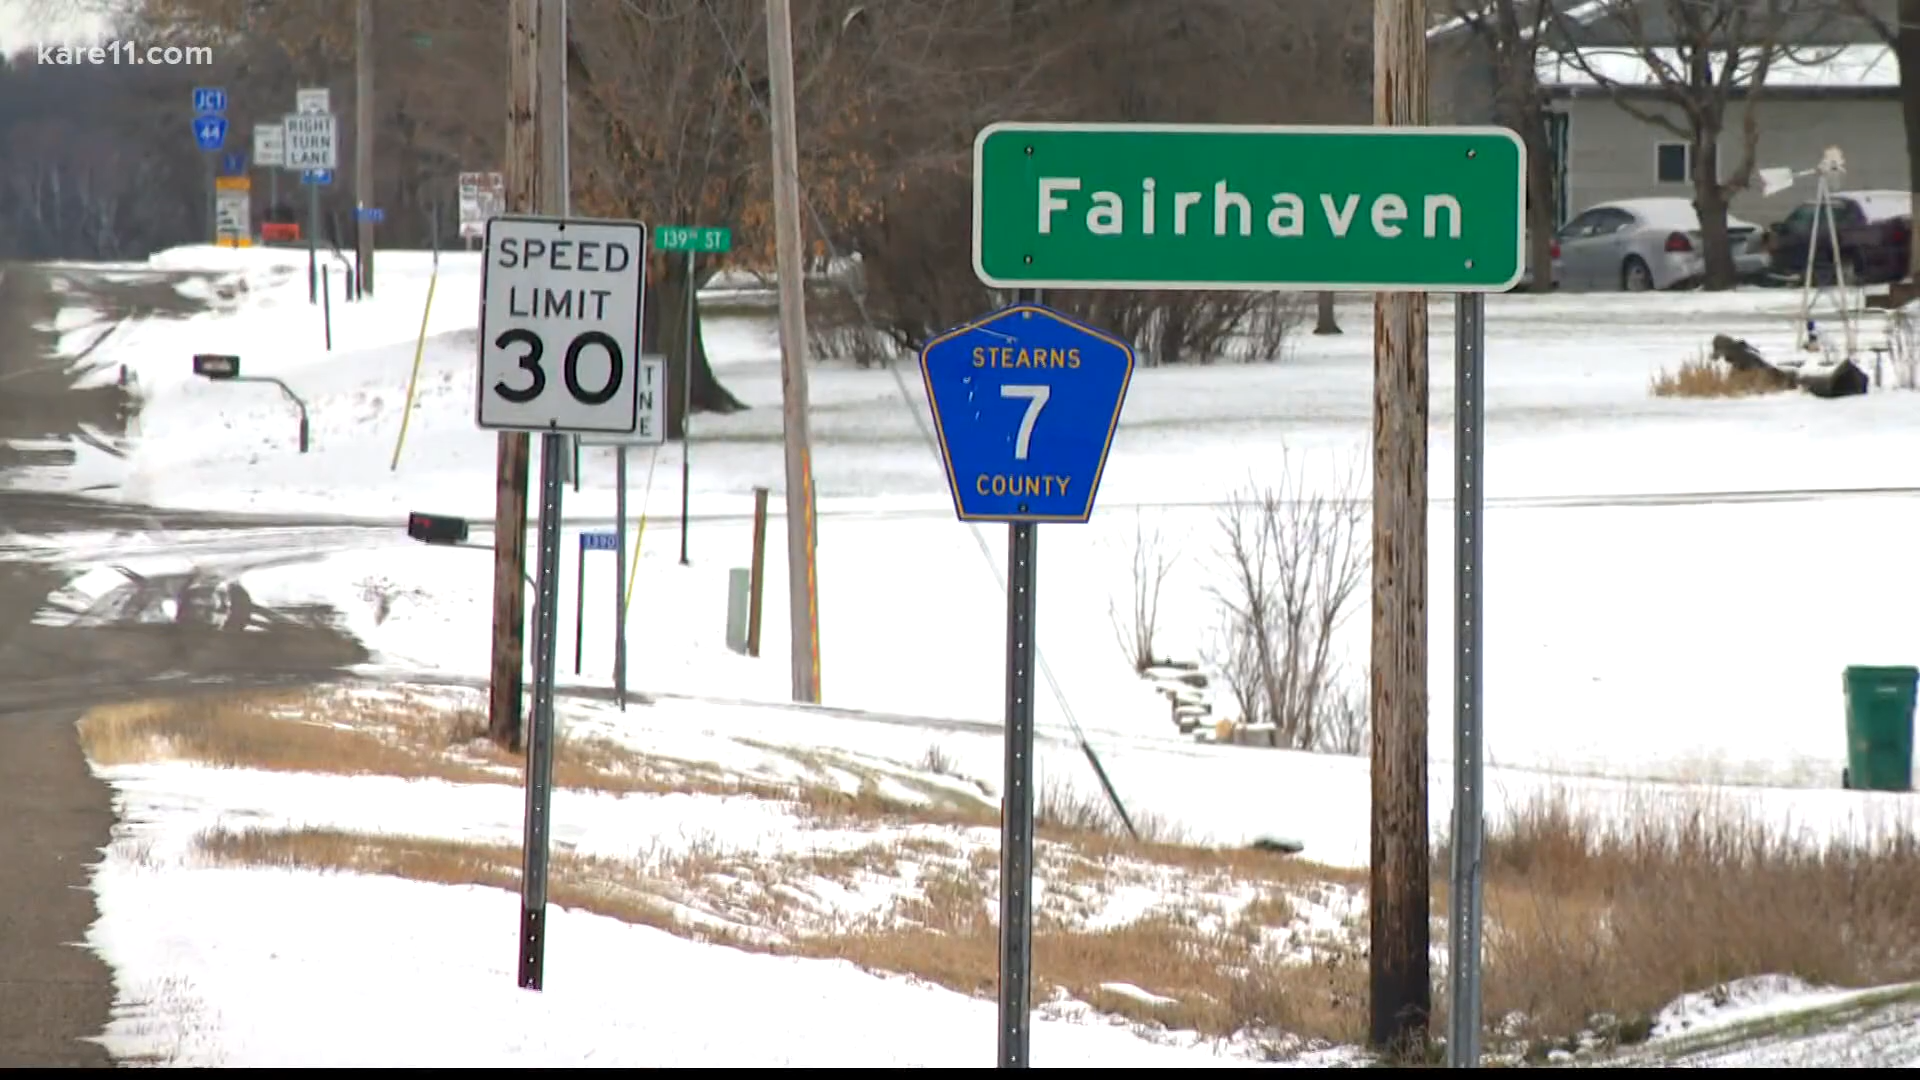 kare11.com
JCT
44
RIGHT
TURN
LANE
139TH ST
SPEED
LIMIT
30
T
N
E
Fairhaven
STEARNS
7
COUNTY